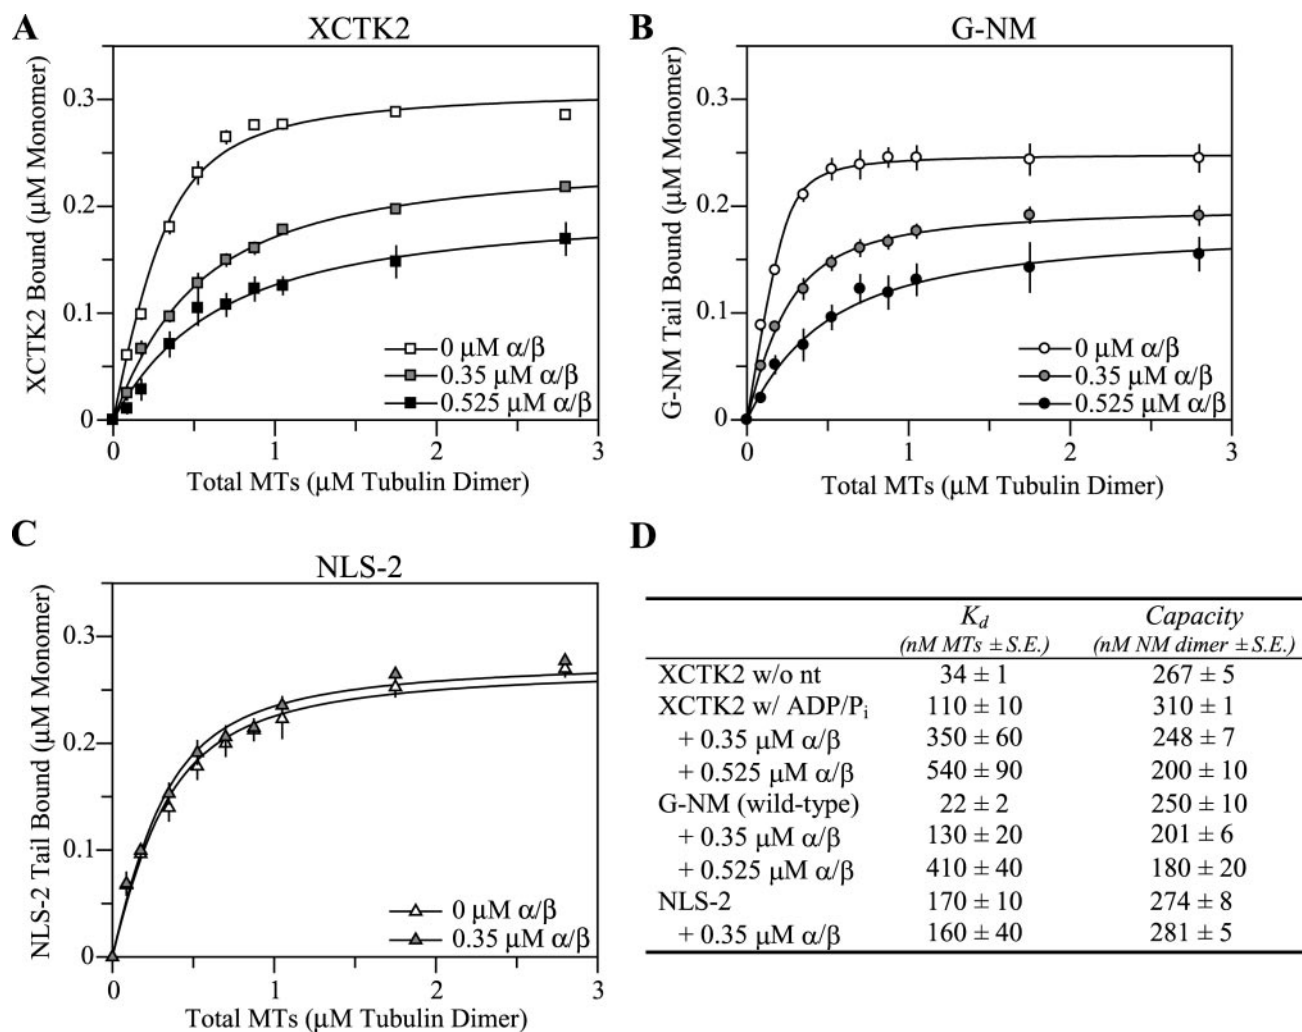 A
XCTK2
XCTK2 Bound (μM Monomer)
0.3
0.2
0.1
0
0 μM α/β
0.35 μM α/β
0.525 μM α/β
0
1
2
3
Total MTs (μM Tubulin Dimer)
B
G-NM
G-NM Tail Bound (μM Monomer)
0.3
0.2
0.1
0
0 μM α/β
0.35 μM α/β
0.525 μM α/β
0
1
2
3
Total MTs (μM Tubulin Dimer)
C
NLS-2
NLS-2 Tail Bound (μM Monomer)
0.3
0.2
0.1
0
0 μM α/β
0.35 μM α/β
0
1
2
3
Total MTs (μM Tubulin Dimer)
D
K_d Capacity
(nM MTs ± S.E.) (nM NM dimer ± S.E.)
XCTK2 w/o nt 34 ± 1 267 ± 5
XCTK2 w/ ADP/P_i 110 ± 10 310 ± 1
+ 0.35 μM α/β 350 ± 60 248 ± 7
+ 0.525 μM α/β 540 ± 90 200 ± 10
G-NM (wild-type) 22 ± 2 250 ± 10
+ 0.35 μM α/β 130 ± 20 201 ± 6
+ 0.525 μM α/β 410 ± 40 180 ± 20
NLS-2 170 ± 10 274 ± 8
+ 0.35 μM α/β 160 ± 40 281 ± 5